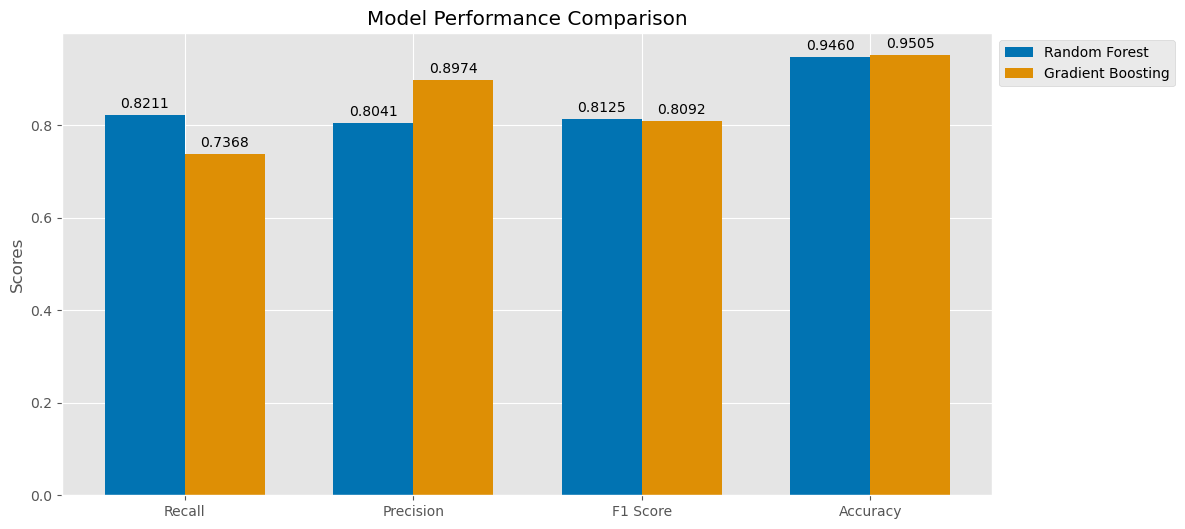 Model Performance Comparison
Random Forest
Gradient Boosting
Scores
0.8
0.6
0.4
0.2
0.0
0.8211
0.7368
0.8041
0.8974
0.8125
0.8092
0.9460
0.9505
Recall
Precision
F1 Score
Accuracy